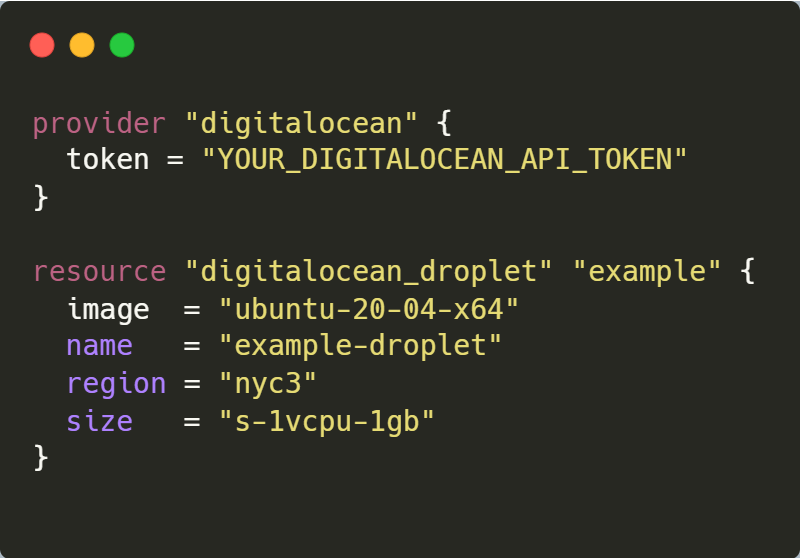 provider "digitalocean" {
  token = "YOUR_DIGITALOCEAN_API_TOKEN"
}

resource "digitalocean_droplet" "example" {
  image  = "ubuntu-20-04-x64"
  name   = "example-droplet"
  region = "nyc3"
  size   = "s-1vcpu-1gb"
}